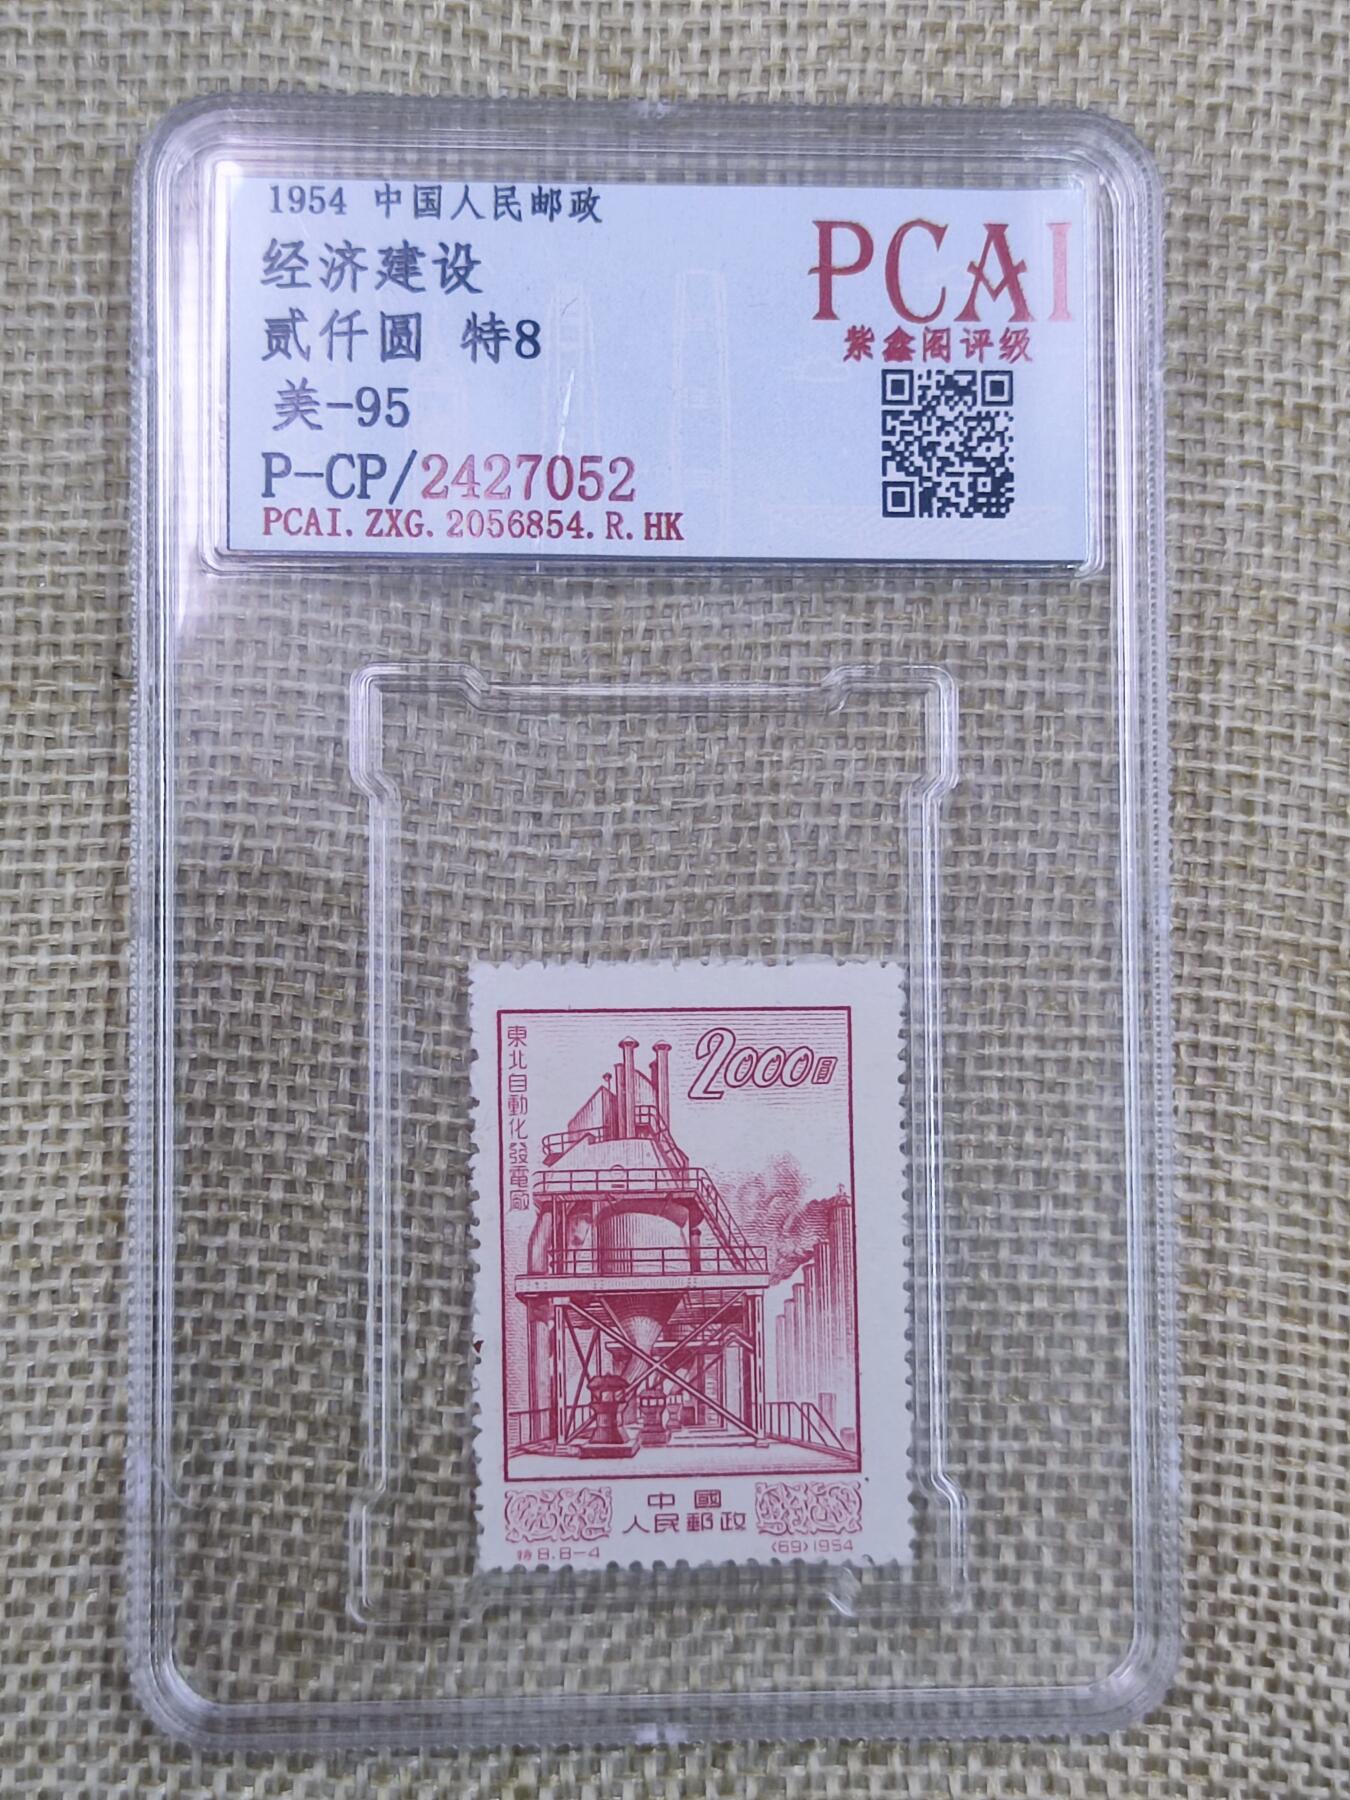 1954 中国人民邮政
经济建设
贰仟圆 特8
美-95
P-CP/2427052
PCAI.ZXG.2056854.R.HK
PCAI
紫鑫阁评级
2000圓
東北自動化發電廠
中國
人民郵政
特8.8-4
(69)1954